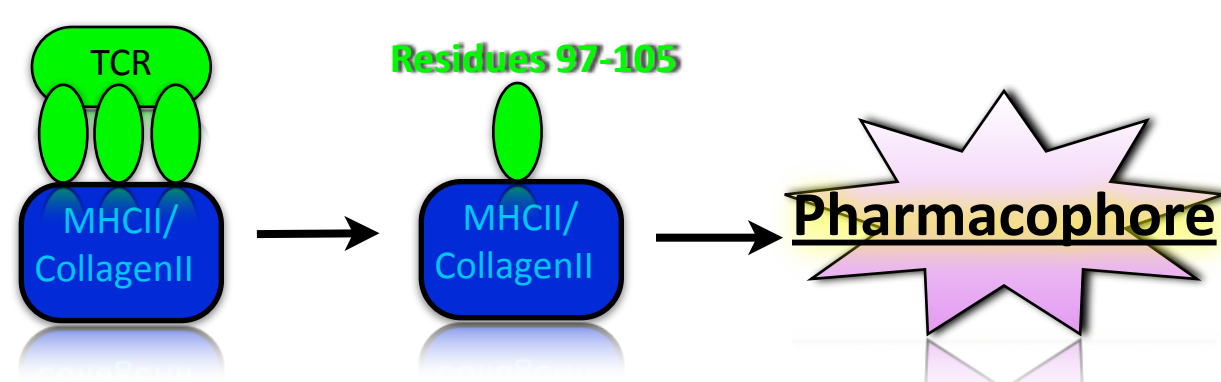 TCR
MHCII/
CollagenII
Residues 97-105
MHCII/
CollagenII
Pharmacophore